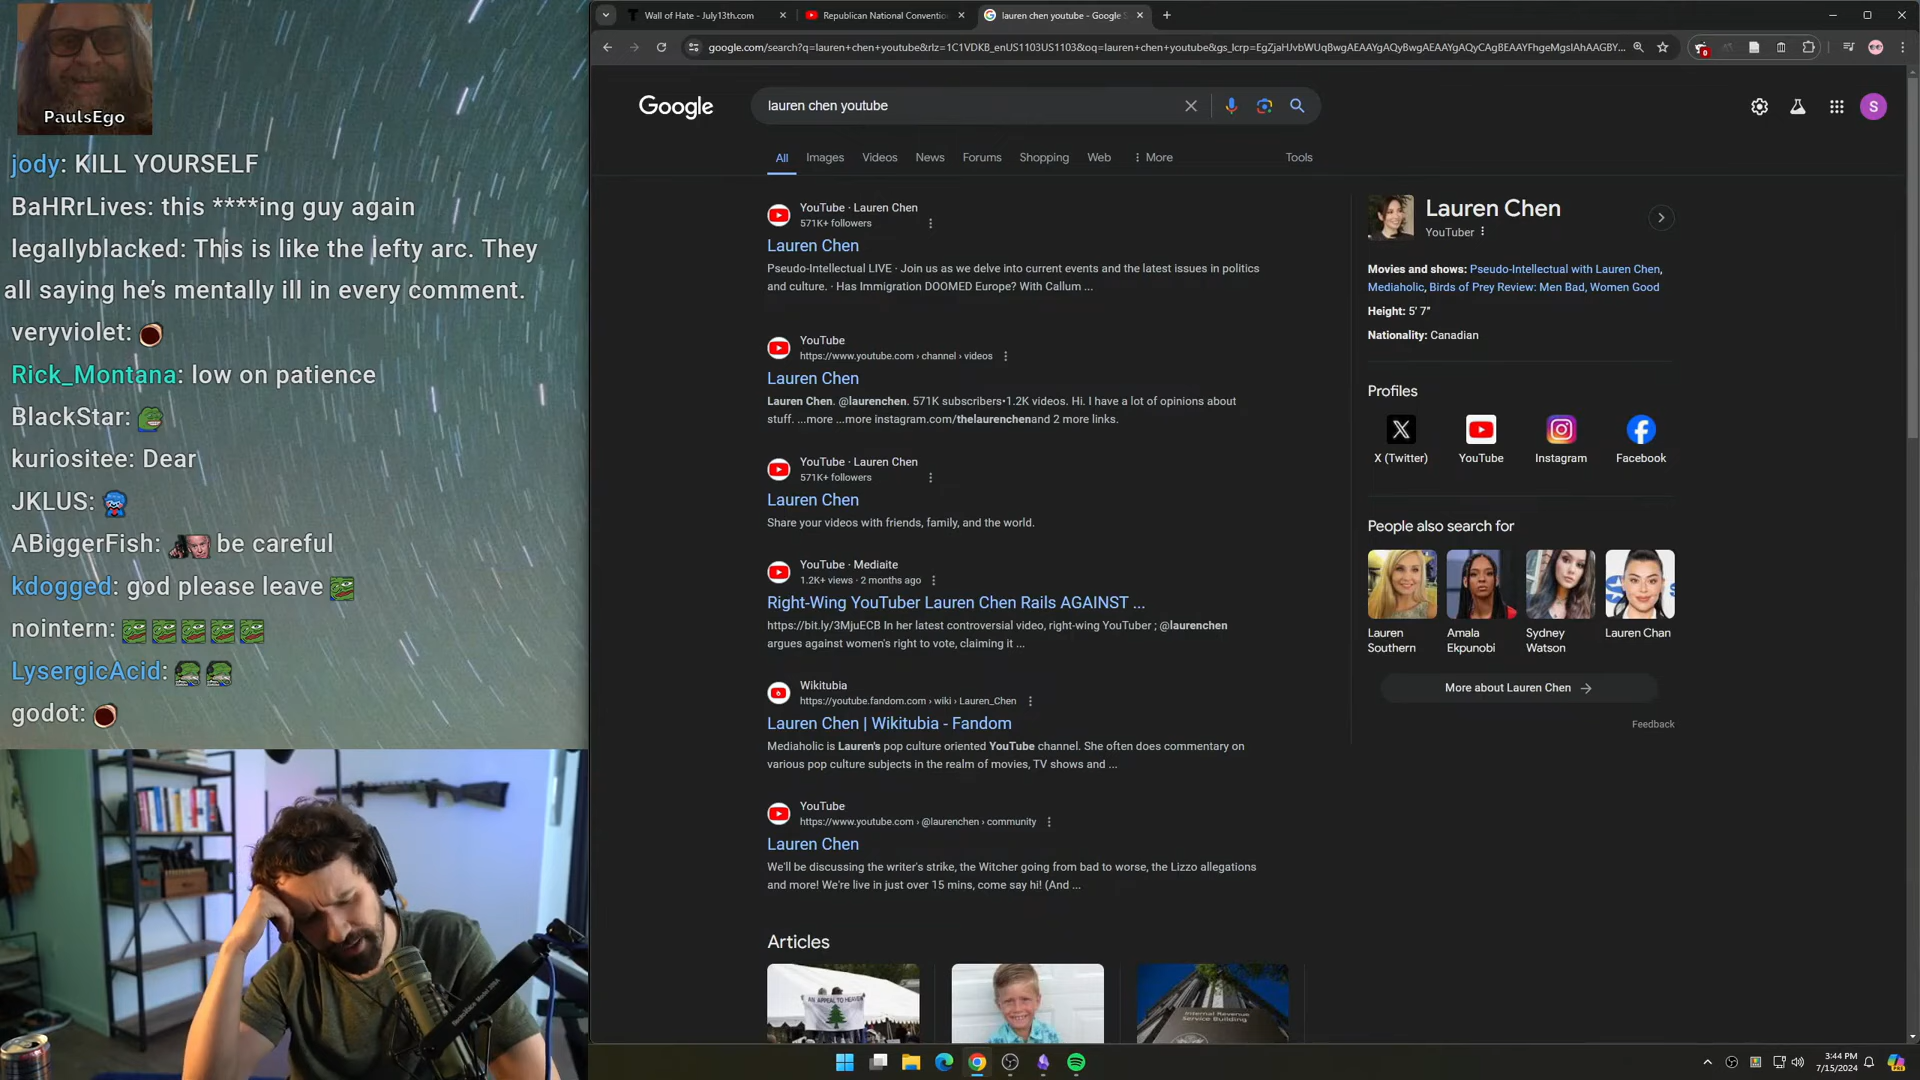 PaulsEgo
jody: KILL YOURSELF
BaHRrLives: this ****ing guy again
legallyblacked: This is like the lefty arc. They
all saying he's mentally ill in every comment.
veryviolet:
Rick_Montana: low on patience
BlackStar:
kuriositee: Dear
JKLUS:
ABiggerFish: be careful
kdogged: god please leave
nointern:
LysergicAcid:
godot:
Wall of Hate - July13th.com
Republican National Conventio
lauren chen youtube - Google S
google.com/search?q=lauren+chen+youtube&rlz=1C1VDKB_enUS1103US1103&oq=lauren+chen+youtube&gs_lcrp=EgZjaHJvbWUqBwgAEAAYgAQyBwgAEAAYgAQyCAgBEAAYFhgeMgsIAhAAGBY...
Google
lauren chen youtube
S
All Images Videos News Forums Shopping Web More Tools
YouTube · Lauren Chen
571K+ followers
Lauren Chen
Pseudo-Intellectual LIVE · Join us as we delve into current events and the latest issues in politics
and culture. · Has Immigration DOOMED Europe? With Callum ...
YouTube
https://www.youtube.com › channel › videos
Lauren Chen
Lauren Chen. @laurenchen. 571K subscribers•1.2K videos. Hi. I have a lot of opinions about
stuff. ...more ...more instagram.com/thelaurenchenand 2 more links.
YouTube · Lauren Chen
571K+ followers
Lauren Chen
Share your videos with friends, family, and the world.
YouTube · Mediaite
1.2K+ views · 2 months ago
Right-Wing YouTuber Lauren Chen Rails AGAINST ...
https://bit.ly/3MjuECB In her latest controversial video, right-wing YouTuber ; @laurenchen
argues against women's right to vote, claiming it ...
Wikitubia
https://youtube.fandom.com › wiki › Lauren_Chen
Lauren Chen | Wikitubia - Fandom
Mediaholic is Lauren's pop culture oriented YouTube channel. She often does commentary on
various pop culture subjects in the realm of movies, TV shows and ...
YouTube
https://www.youtube.com › @laurenchen › community
Lauren Chen
We'll be discussing the writer's strike, the Witcher going from bad to worse, the Lizzo allegations
and more! We're live in just over 15 mins, come say hi! (And ...
Articles
AN APPEAL TO HEAVEN
Internal Revenue
Service Building
Lauren Chen
YouTuber
Movies and shows: Pseudo-Intellectual with Lauren Chen,
Mediaholic, Birds of Prey Review: Men Bad, Women Good
Height: 5' 7"
Nationality: Canadian
Profiles
X (Twitter) YouTube Instagram Facebook
People also search for
Lauren Southern
Amala Ekpunobi
Sydney Watson
Lauren Chan
More about Lauren Chen
Feedback
3:44 PM
7/15/2024